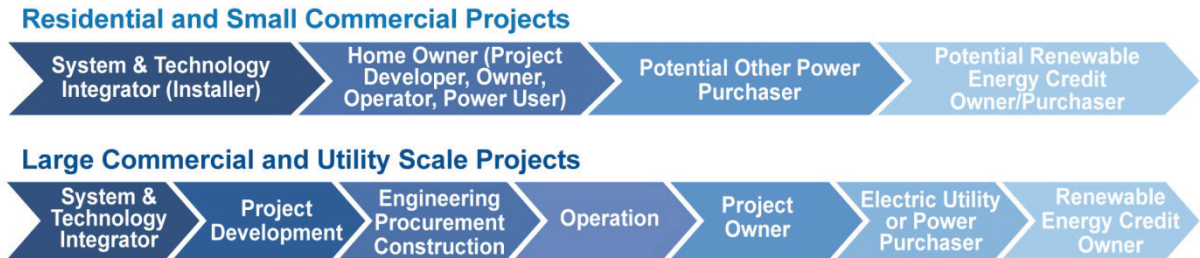 Residential and Small Commercial Projects
System & Technology
Integrator (Installer)
Home Owner (Project
Developer, Owner,
Operator, Power User)
Potential Other Power
Purchaser
Potential Renewable
Energy Credit
Owner/Purchaser
Large Commercial and Utility Scale Projects
System &
Technology
Integrator
Project
Development
Engineering
Procurement
Construction
Operation
Project
Owner
Electric Utility
or Power
Purchaser
Renewable
Energy Credit
Owner